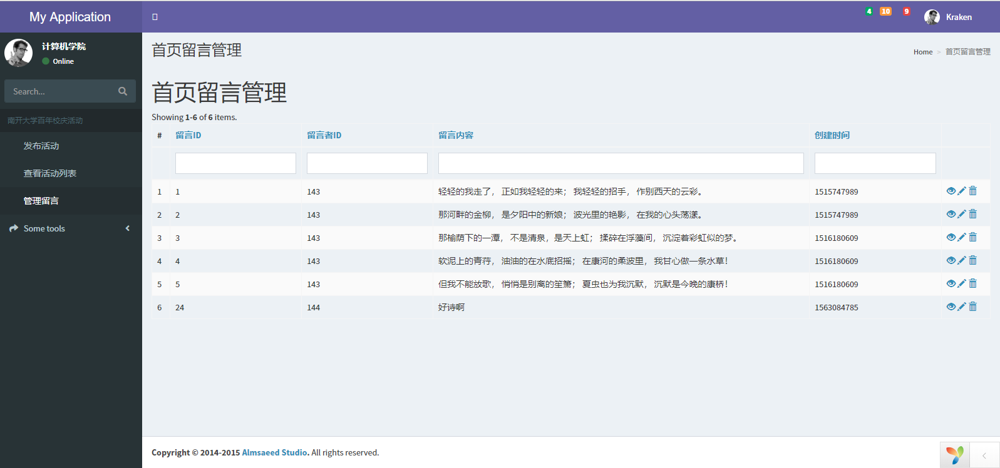 My Application
4 10 9 Kraken
计算机学院
Online
Search...
南开大学百年校庆活动
发布活动
查看活动列表
管理留言
Some tools
首页留言管理
Home > 首页留言管理
首页留言管理
Showing 1-6 of 6 items.
# 留言ID 留言者ID 留言内容 创建时间
1 1 143 轻轻的我走了， 正如我轻轻的来； 我轻轻的招手， 作别西天的云彩。 1515747989
2 2 143 那河畔的金柳， 是夕阳中的新娘； 波光里的艳影， 在我的心头荡漾。 1515747989
3 3 143 那榆荫下的一潭， 不是清泉，是天上虹； 揉碎在浮藻间， 沉淀着彩虹似的梦。 1516180609
4 4 143 软泥上的青荇， 油油的在水底招摇； 在康河的柔波里， 我甘心做一条水草！ 1516180609
5 5 143 但我不能放歌， 悄悄是别离的笙箫； 夏虫也为我沉默， 沉默是今晚的康桥！ 1516180609
6 24 144 好诗啊 1563084785
Copyright © 2014-2015 Almsaeed Studio. All rights reserved.